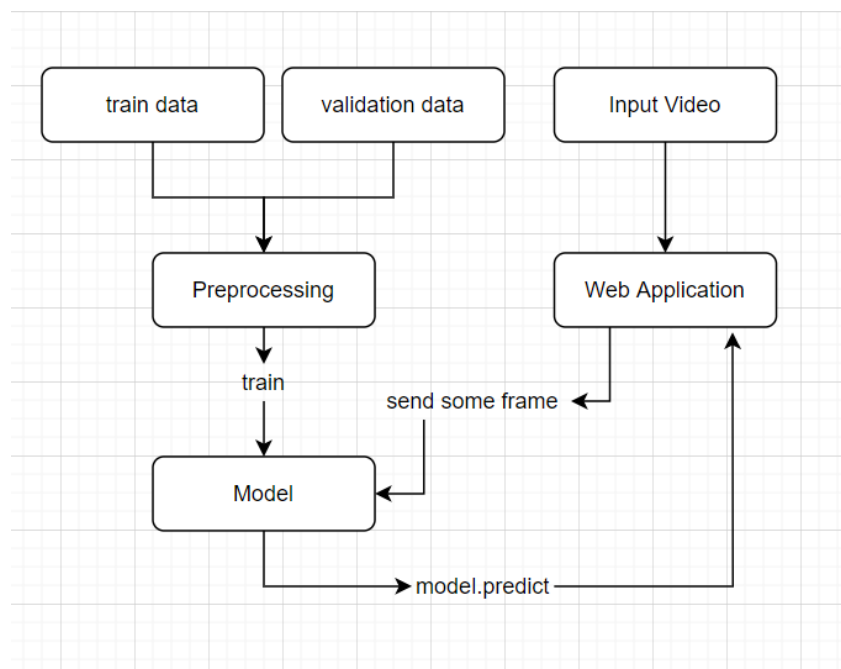 train data
validation data
Input Video
Preprocessing
Web Application
train
send some frame
Model
model.predict